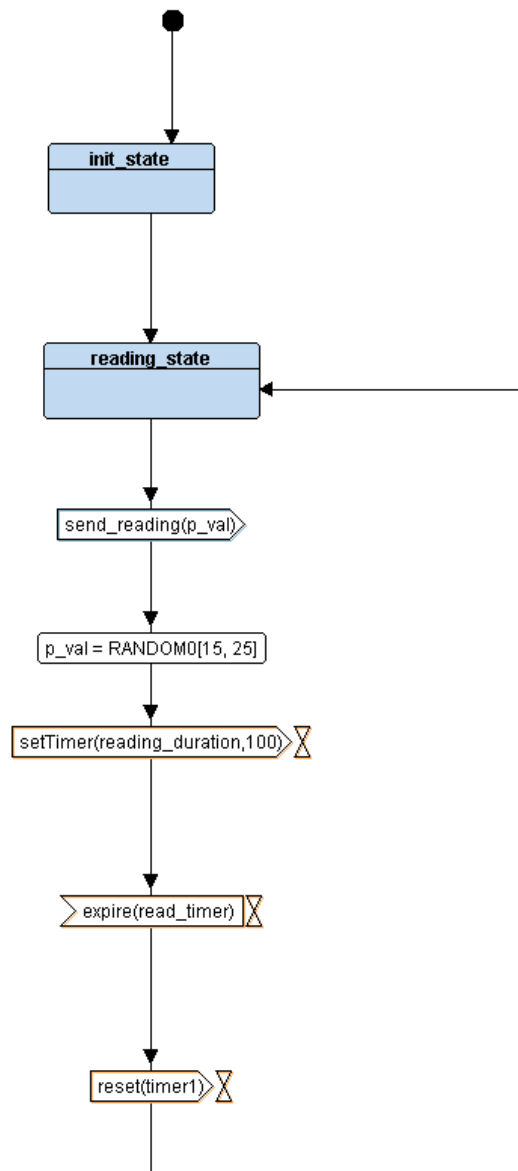 init_state
reading_state
send_reading(p_val)
p_val = RANDOM0[15, 25]
setTimer(reading_duration,100)
expire(read_timer)
reset(timer1)